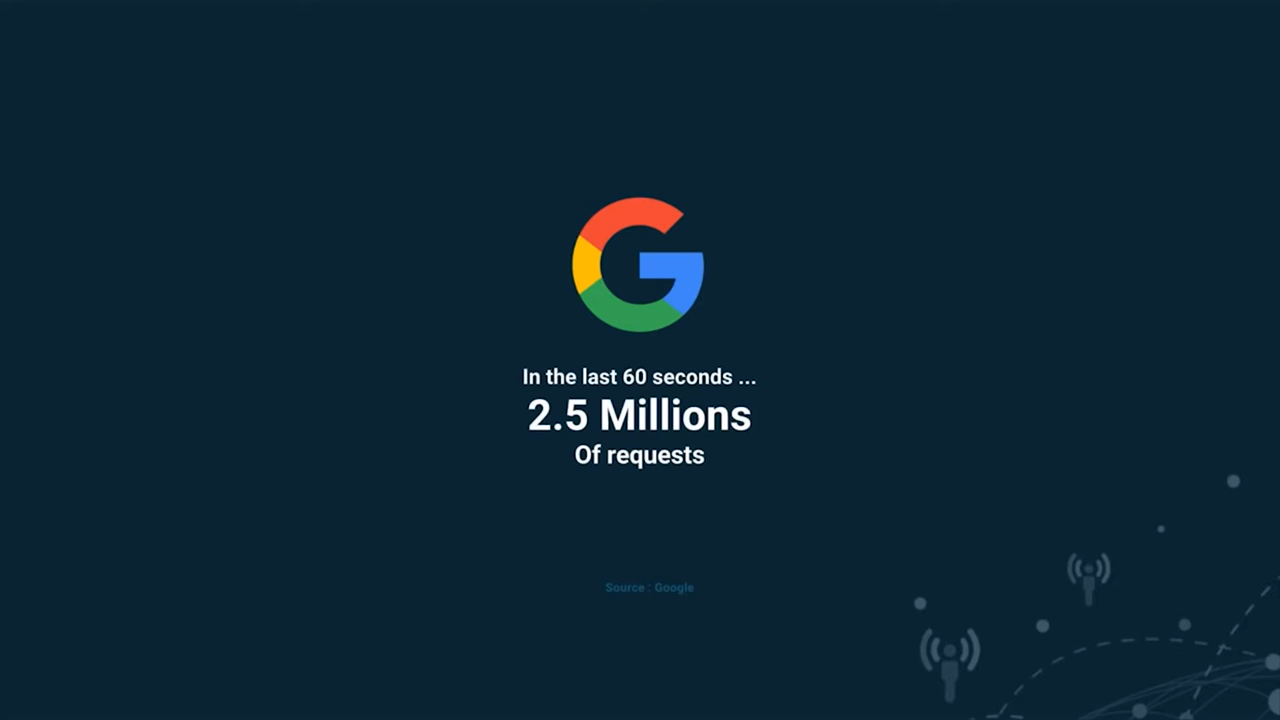 In the last 60 seconds ...
2.5 Millions
Of requests
Source : Google